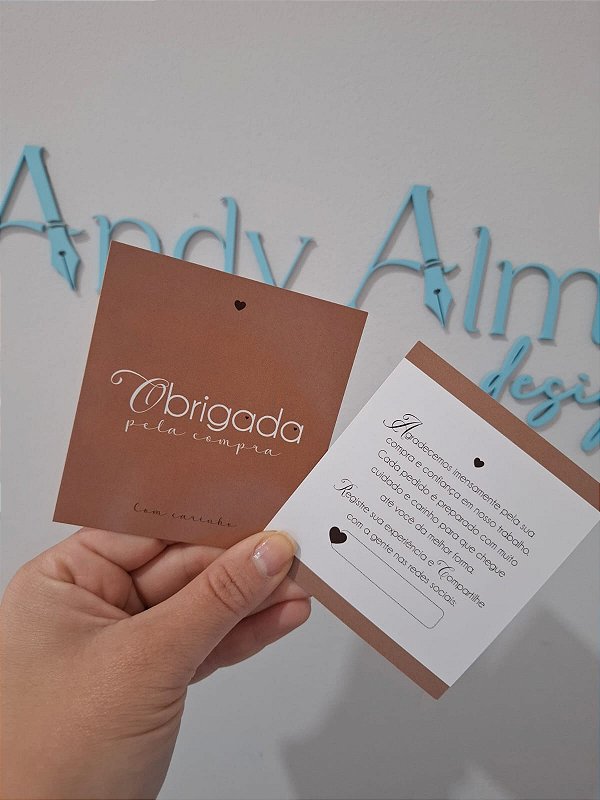 Andy Alm
desig
Obrigada
pela compra
Com carinho
Agradecemos imensamente pela sua
compra e confiança em nosso trabalho.
Cada pedido é preparado com muito
cuidado e carinho para que chegue
até você da melhor forma.
Registre sua experiência e Compartilhe
com a gente nas redes sociais.